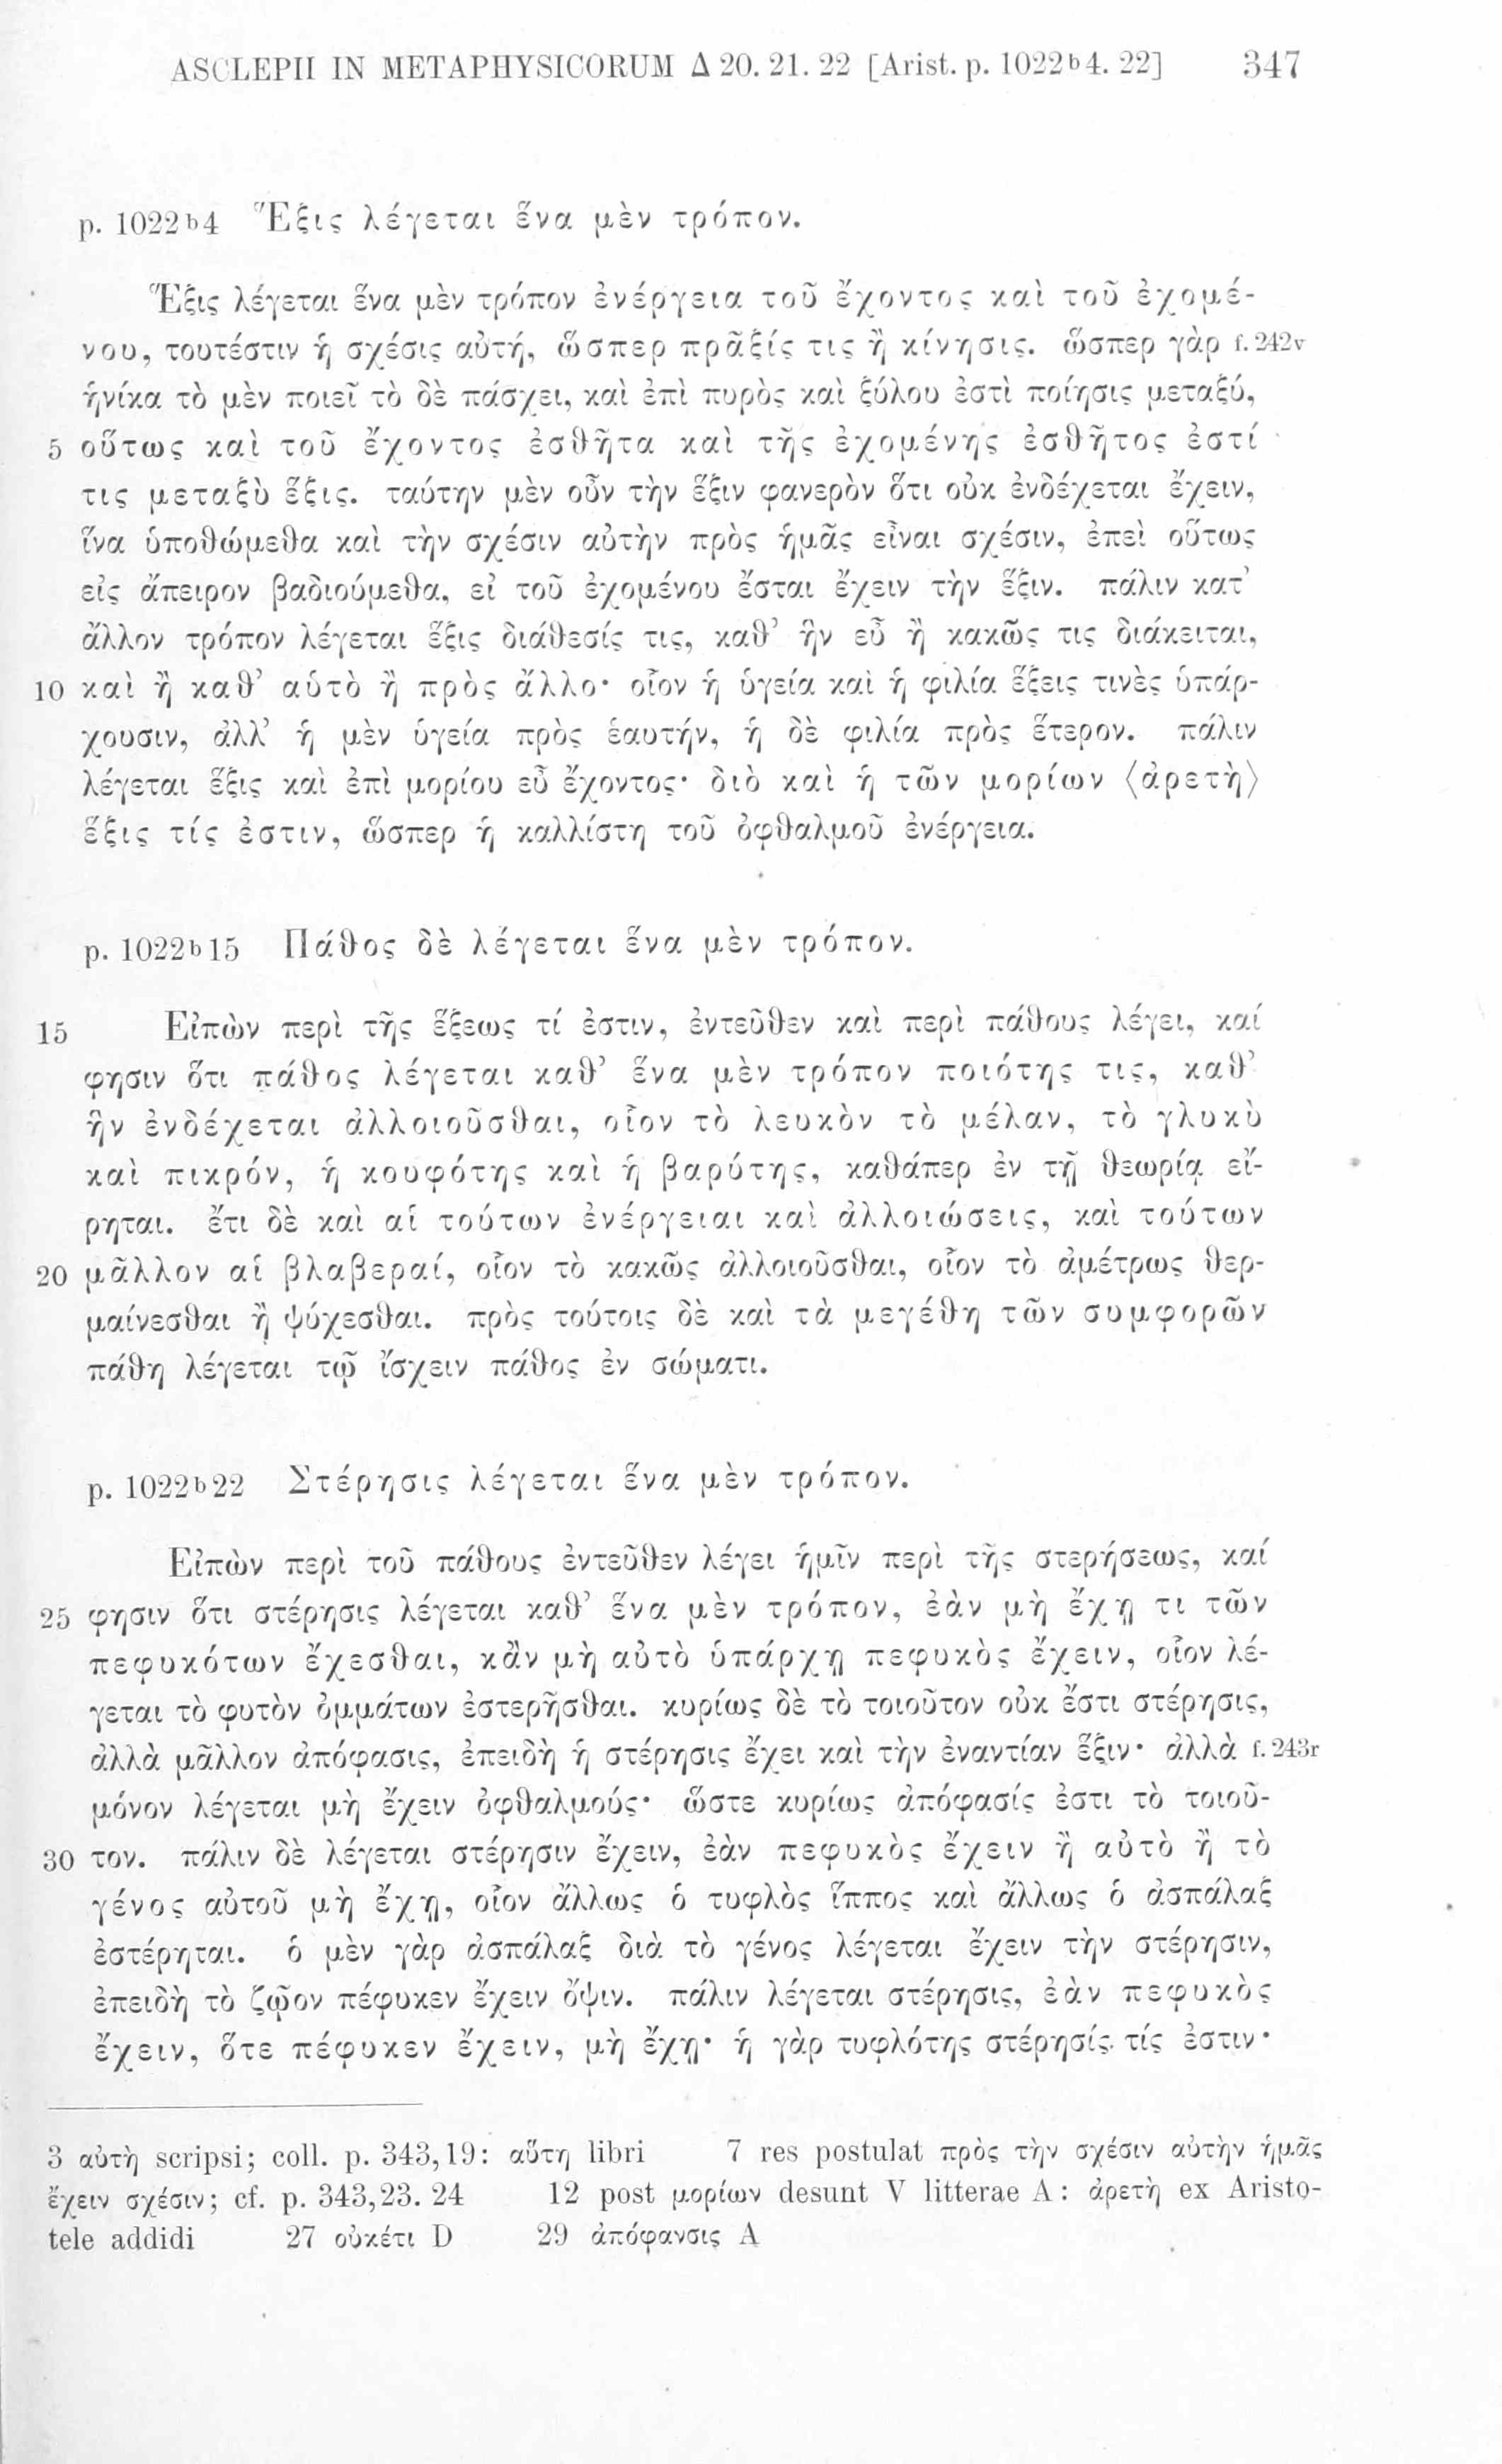 ASCLEPII IN METAPHYSICORUM Δ 20. 21. 22 [Arist. p. 1022b4. 22] 347
p. 1022b4 Ἕξις λέγεται ἕνα μὲν τρόπον.
Ἕξις λέγεται ἕνα μὲν τρόπον ἐνέργεια τοῦ ἔχοντος καὶ τοῦ ἐχομέ-
νου, τουτέστιν ἡ σχέσις αὐτή, ὥσπερ πρᾶξίς τις ἢ κίνησις. ὥσπερ γὰρ f. 242v
ἡνίκα τὸ μὲν ποιεῖ τὸ δὲ πάσχει, καὶ ἐπὶ πυρὸς καὶ ξύλου ἐστὶ ποίησις μεταξύ,
5 οὕτως καὶ τοῦ ἔχοντος ἐσθῆτα καὶ τῆς ἐχομένης ἐσθῆτος ἐστί
τις μεταξὺ ἕξις. ταύτην μὲν οὖν τὴν ἕξιν φανερὸν ὅτι οὐκ ἐνδέχεται ἔχειν,
ἵνα ὑποθώμεθα καὶ τὴν σχέσιν αὐτὴν πρὸς ἡμᾶς εἶναι σχέσιν, ἐπεὶ οὕτως
εἰς ἄπειρον βαδιούμεθα, εἰ τοῦ ἐχομένου ἔσται ἔχειν τὴν ἕξιν. πάλιν κατ’
ἄλλον τρόπον λέγεται ἕξις διάθεσίς τις, καθ’ ἣν εὖ ἢ κακῶς τις διάκειται,
10 καὶ ἢ καθ’ αὑτὸ ἢ πρὸς ἄλλο· οἷον ἡ ὑγεία καὶ ἡ φιλία ἕξεις τινὲς ὑπάρ-
χουσιν, ἀλλ’ ἡ μὲν ὑγεία πρὸς ἑαυτήν, ἡ δὲ φιλία πρὸς ἕτερον. πάλιν
λέγεται ἕξις καὶ ἐπὶ μορίου εὖ ἔχοντος· διὸ καὶ ἡ τῶν μορίων ⟨ἀρετὴ⟩
ἕξις τίς ἐστιν, ὥσπερ ἡ καλλίστη τοῦ ὀφθαλμοῦ ἐνέργεια.
p. 1022b15 Πάθος δὲ λέγεται ἕνα μὲν τρόπον.
15 Εἰπὼν περὶ τῆς ἕξεως τί ἐστιν, ἐντεῦθεν καὶ περὶ πάθους λέγει, καί
φησιν ὅτι πάθος λέγεται καθ’ ἕνα μὲν τρόπον ποιότης τις, καθ’
ἣν ἐνδέχεται ἀλλοιοῦσθαι, οἷον τὸ λευκὸν τὸ μέλαν, τὸ γλυκὺ
καὶ πικρόν, ἡ κουφότης καὶ ἡ βαρύτης, καθάπερ ἐν τῇ θεωρίᾳ εἴ-
ρηται. ἔτι δὲ καὶ αἱ τούτων ἐνέργειαι καὶ ἀλλοιώσεις, καὶ τούτων
20 μᾶλλον αἱ βλαβεραί, οἷον τὸ κακῶς ἀλλοιοῦσθαι, οἷον τὸ ἀμέτρως θερ-
μαίνεσθαι ἢ ψύχεσθαι. πρὸς τούτοις δὲ καὶ τὰ μεγέθη τῶν συμφορῶν
πάθη λέγεται τῷ ἴσχειν πάθος ἐν σώματι.
p. 1022b22 Στέρησις λέγεται ἕνα μὲν τρόπον.
Εἰπὼν περὶ τοῦ πάθους ἐντεῦθεν λέγει ἡμῖν περὶ τῆς στερήσεως, καί
25 φησιν ὅτι στέρησις λέγεται καθ’ ἕνα μὲν τρόπον, ἐὰν μὴ ἔχῃ τι τῶν
πεφυκότων ἔχεσθαι, κἂν μὴ αὐτὸ ὑπάρχῃ πεφυκὸς ἔχειν, οἷον λέ-
γεται τὸ φυτὸν ὀμμάτων ἐστερῆσθαι. κυρίως δὲ τὸ τοιοῦτον οὐκ ἔστι στέρησις,
ἀλλὰ μᾶλλον ἀπόφασις, ἐπειδὴ ἡ στέρησις ἔχει καὶ τὴν ἐναντίαν ἕξιν· ἀλλὰ f. 243r
μόνον λέγεται μὴ ἔχειν ὀφθαλμούς· ὥστε κυρίως ἀπόφασίς ἐστι τὸ τοιοῦ-
30 τον. πάλιν δὲ λέγεται στέρησιν ἔχειν, ἐὰν πεφυκὸς ἔχειν ἢ αὐτὸ ἢ τὸ
γένος αὐτοῦ μὴ ἔχῃ, οἷον ἄλλως ὁ τυφλὸς ἵππος καὶ ἄλλως ὁ ἀσπάλαξ
ἐστέρηται. ὁ μὲν γὰρ ἀσπάλαξ διὰ τὸ γένος λέγεται ἔχειν τὴν στέρησιν,
ἐπειδὴ τὸ ζῷον πέφυκεν ἔχειν ὄψιν. πάλιν λέγεται στέρησις, ἐὰν πεφυκὸς
ἔχειν, ὅτε πέφυκεν ἔχειν, μὴ ἔχῃ· ἡ γὰρ τυφλότης στέρησίς τίς ἐστιν·
3 αὐτὴ scripsi; coll. p. 343,19: αὕτη libri 7 res postulat πρὸς τὴν σχέσιν αὐτὴν ἡμᾶς
ἔχειν σχέσιν; cf. p. 343,23. 24 12 post μορίων desunt V litterae A: ἀρετὴ ex Aristo-
tele addidi 27 οὐκέτι D 29 ἀπόφανσις A